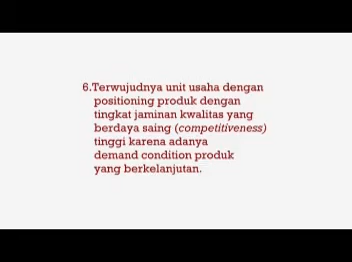 6.Terwujudnya unit usaha dengan
positioning produk dengan
tingkat jaminan kwalitas yang
berdaya saing (competitiveness)
tinggi karena adanya
demand condition produk
yang berkelanjutan.